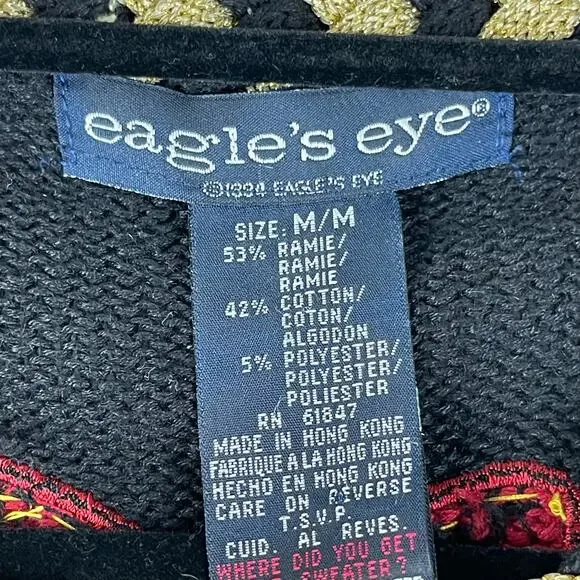 eagle's eye®
©1994 EAGLE'S EYE
SIZE: M/M
53% RAMIE/
RAMIE/
RAMIE
42% COTTON/
COTON/
ALGODON
5% POLYESTER/
POLYESTER/
POLIESTER
RN 61847
MADE IN HONG KONG
FABRIQUE A LA HONG KONG
HECHO EN HONG KONG
CARE ON REVERSE
T.S.V.P.
CUID. AL REVES.
WHERE DID YOU GET
SWEATER?